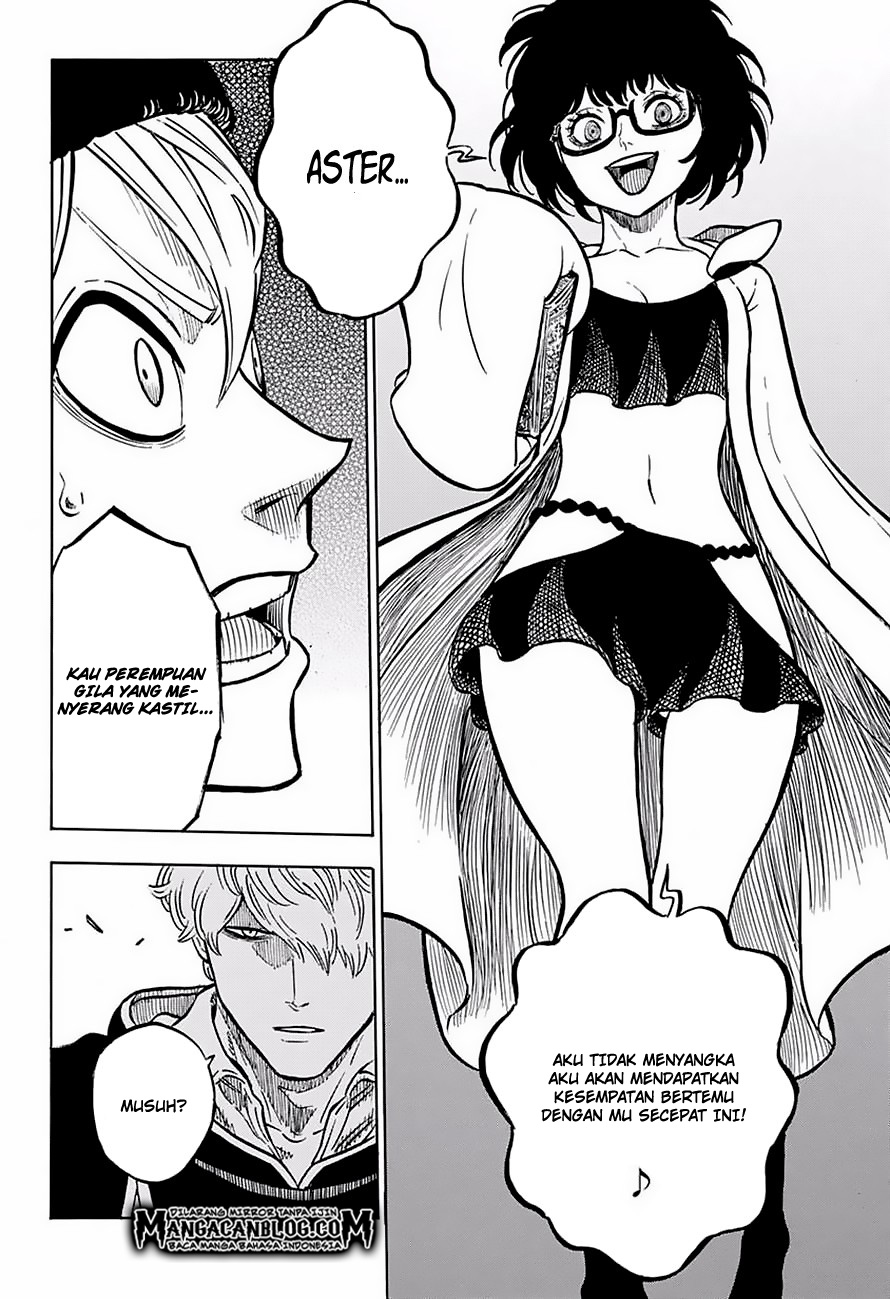 ASTER...
AKU TIDAK MENYANGKA
AKU AKAN MENDAPATKAN
KESEMPATAN BERTEMU
DENGAN MU SECEPAT INI!
♪
KAU PEREMPUAN
GILA YANG ME-
NYERANG KASTIL...
MUSUH?
DILARANG MIRROR TANPA IJIN
MANGACANBLOG.COM
BACA MANGA BAHASA INDONESIA